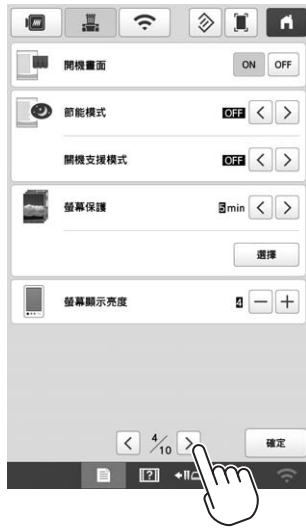 開機畫面 ON OFF
節能模式 OFF
關機支援模式 OFF
螢幕保護 5min
選擇
螢幕顯示亮度 4
4/10 確定